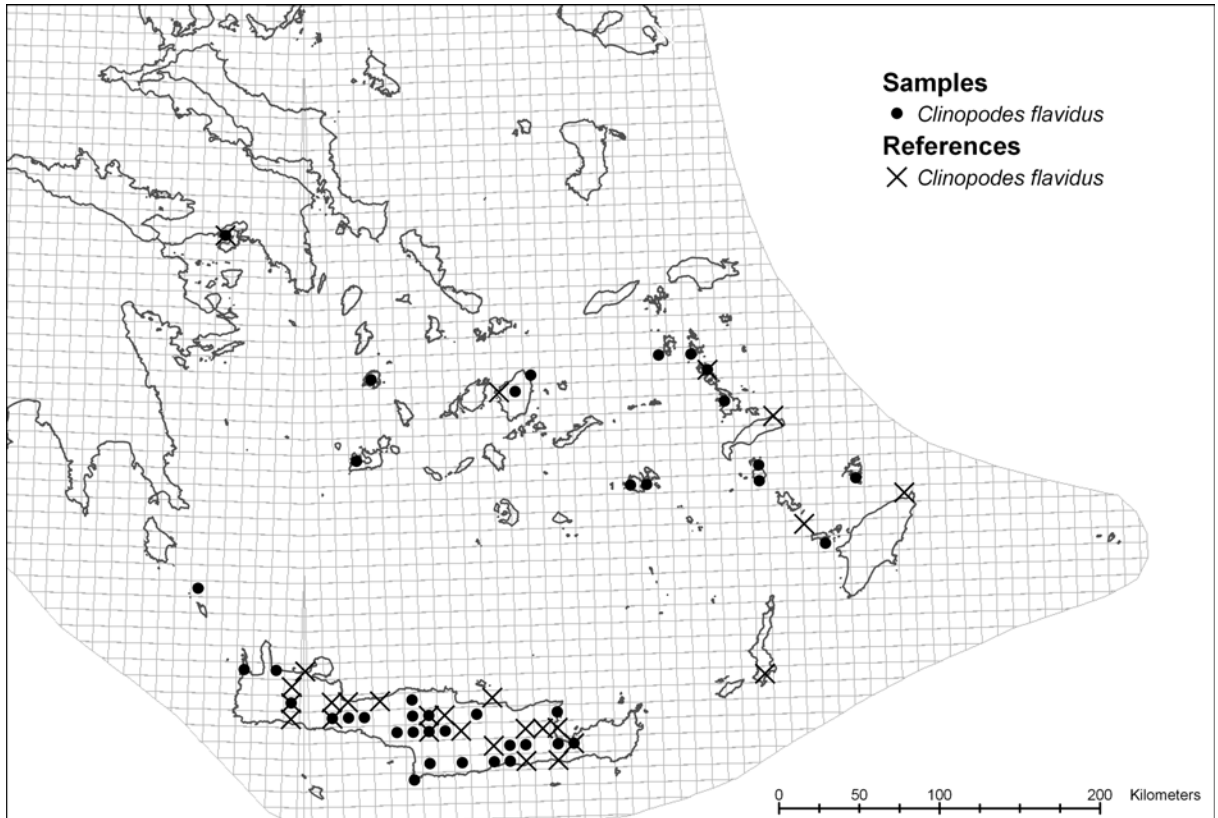 Samples
Clinopodes flavidus
References
Clinopodes flavidus
0 50 100 200 Kilometers